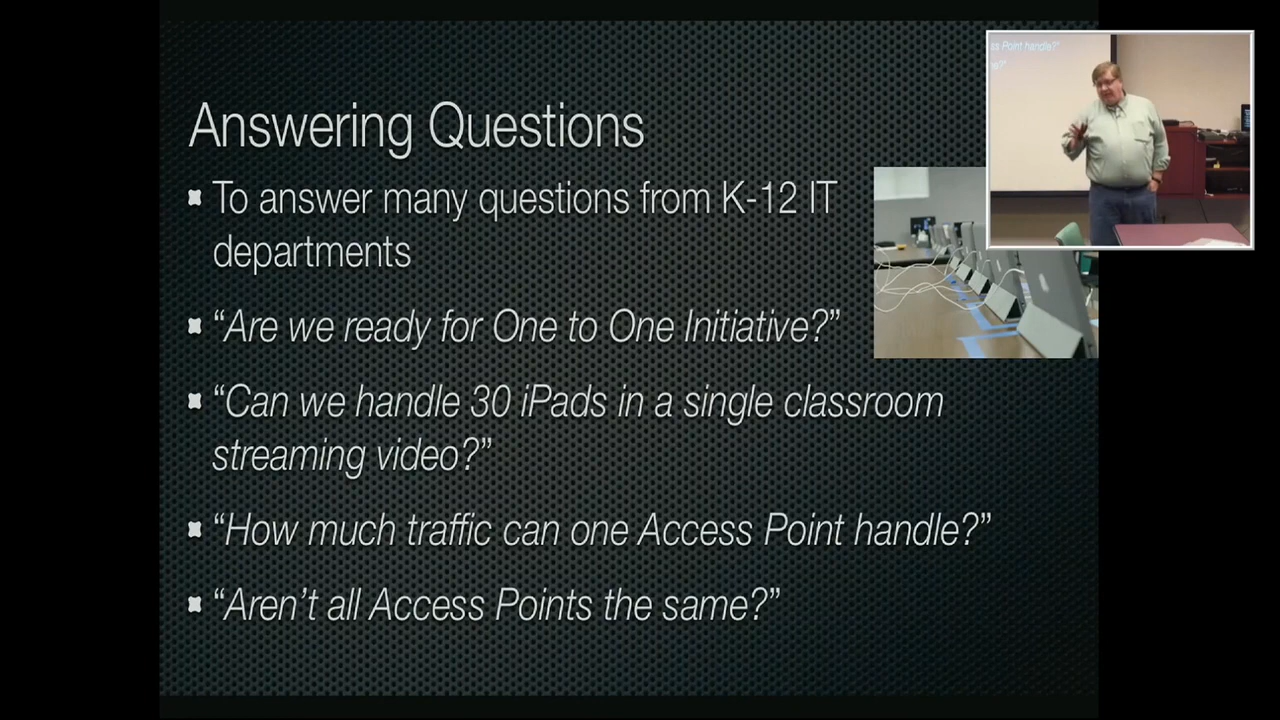 Answering Questions
To answer many questions from K-12 IT
departments
“Are we ready for One to One Initiative?”
“Can we handle 30 iPads in a single classroom
streaming video?”
“How much traffic can one Access Point handle?”
“Aren’t all Access Points the same?”
Point handle?”